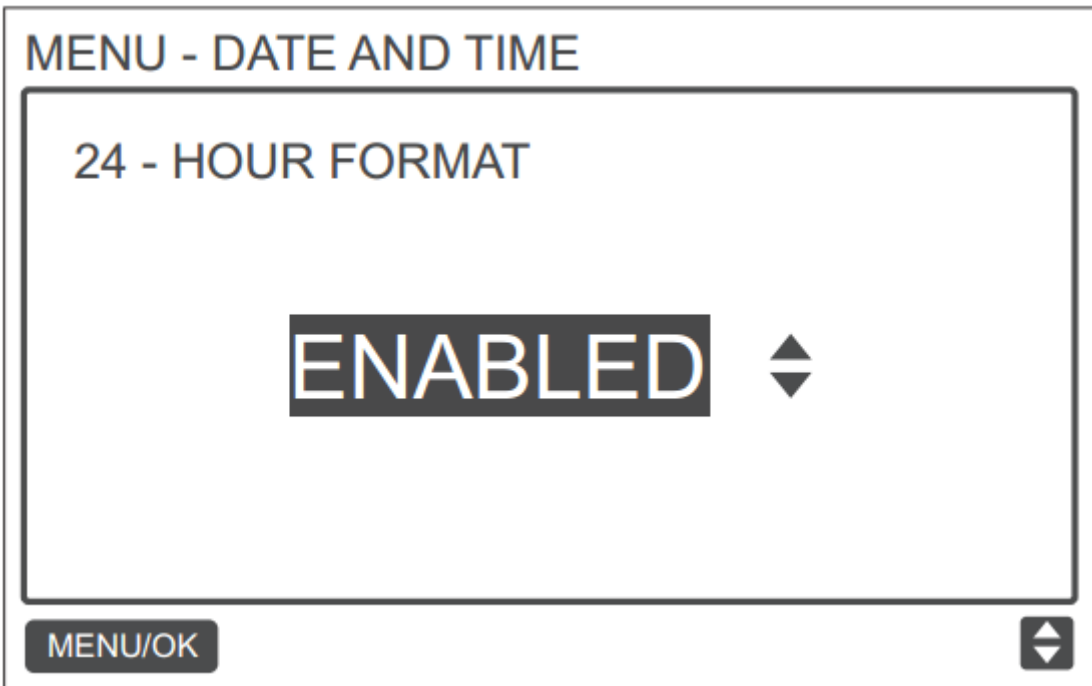 MENU - DATE AND TIME
24 - HOUR FORMAT
ENABLED
MENU/OK